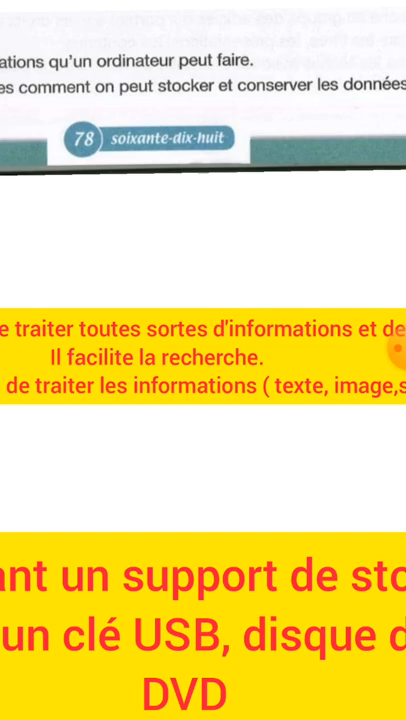 ations qu'un ordinateur peut faire.
es comment on peut stocker et conserver les données
78 soixante-dix-huit
e traiter toutes sortes d'informations et de
Il facilite la recherche.
de traiter les informations ( texte, image,s
ant un support de sto
un clé USB, disque d
DVD